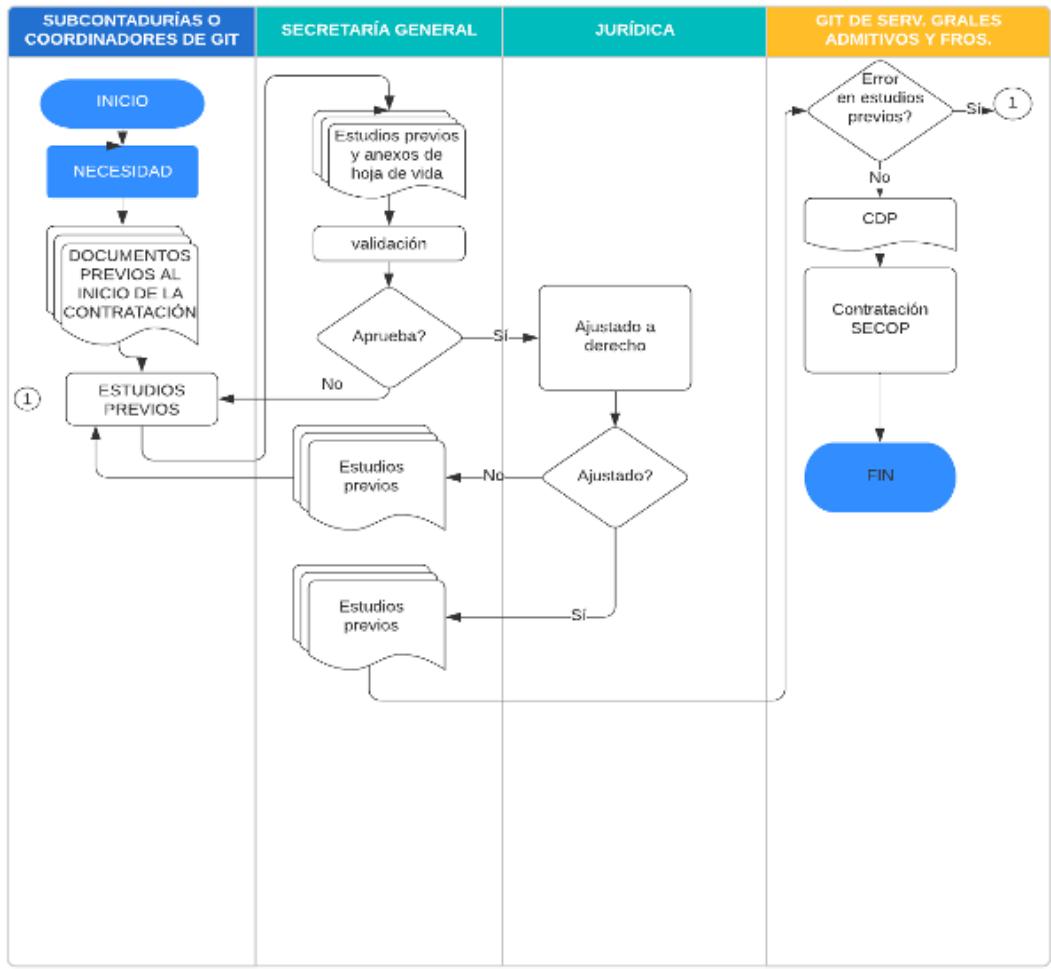 SUBCONTADURÍAS O
COORDINADORES DE GIT
SECRETARÍA GENERAL
JURÍDICA
GIT DE SERV. GRALES
ADMITIVOS Y FROS.
INICIO
NECESIDAD
DOCUMENTOS
PREVIOS AL
INICIO DE LA
CONTRATACIÓN
1
ESTUDIOS
PREVIOS
Estudios previos
y anexos de
hoja de vida
validación
Aprueba?
Sí
No
Estudios
previos
Estudios
previos
Ajustado a
derecho
Ajustado?
No
Sí
Error
en estudios
previos?
Sí
1
No
CDP
Contratación
SECOP
FIN